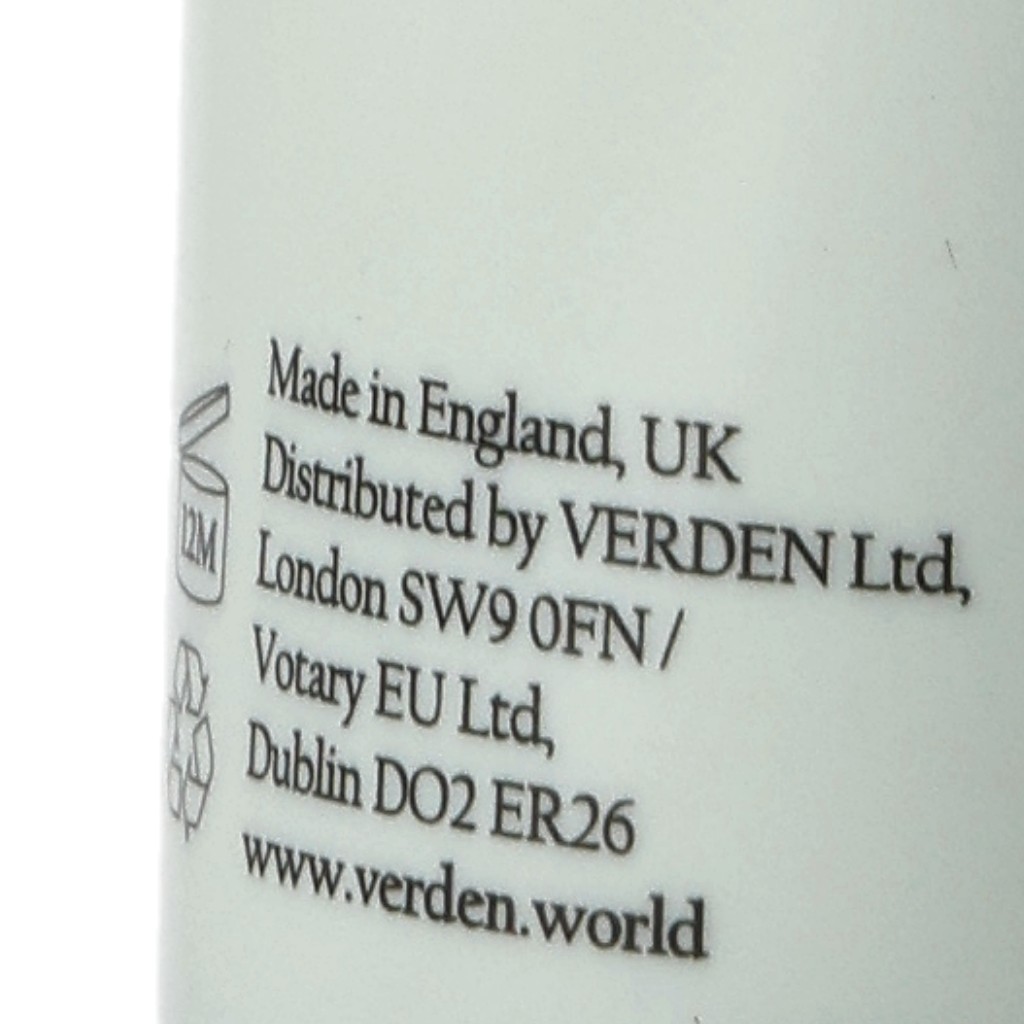 Made in England, UK
Distributed by VERDEN Ltd,
London SW9 0FN /
Votary EU Ltd,
Dublin DO2 ER26
www.verden.world
12M